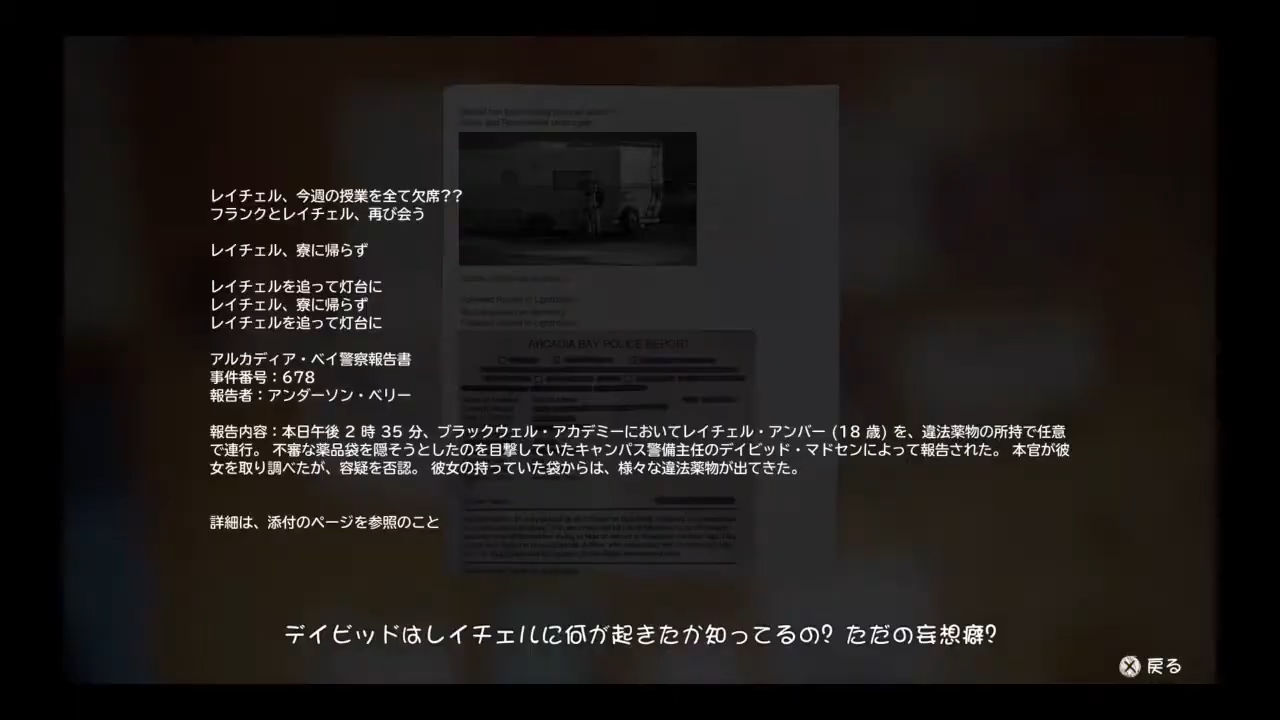 レイチェル、今週の授業を全て欠席??
フランクとレイチェル、再び会う
レイチェル、寮に帰らず
レイチェルを追って灯台に
レイチェル、寮に帰らず
レイチェルを追って灯台に
ARCADIA BAY POLICE REPORT
アルカディア・ベイ警察報告書
事件番号：678
報告者：アンダーソン・ベリー
報告内容：本日午後 2 時 35 分、ブラックウェル・アカデミーにおいてレイチェル・アンバー (18 歳) を、違法薬物の所持で任意
で連行。 不審な薬品袋を隠そうとしたのを目撃していたキャンパス警備主任のデイビッド・マドセンによって報告された。 本官が彼
女を取り調べたが、容疑を否認。 彼女の持っていた袋からは、様々な違法薬物が出てきた。
詳細は、添付のページを参照のこと
デイビッドはレイチェルに何が起きたか知ってるの? ただの妄想癖?
戻る